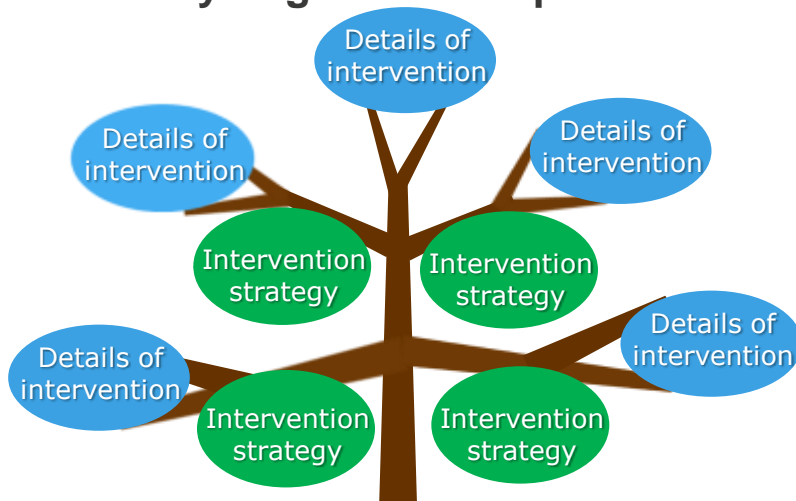 Details of
intervention
Details of
intervention
Details of
intervention
Intervention
strategy
Intervention
strategy
Details of
intervention
Details of
intervention
Intervention
strategy
Intervention
strategy